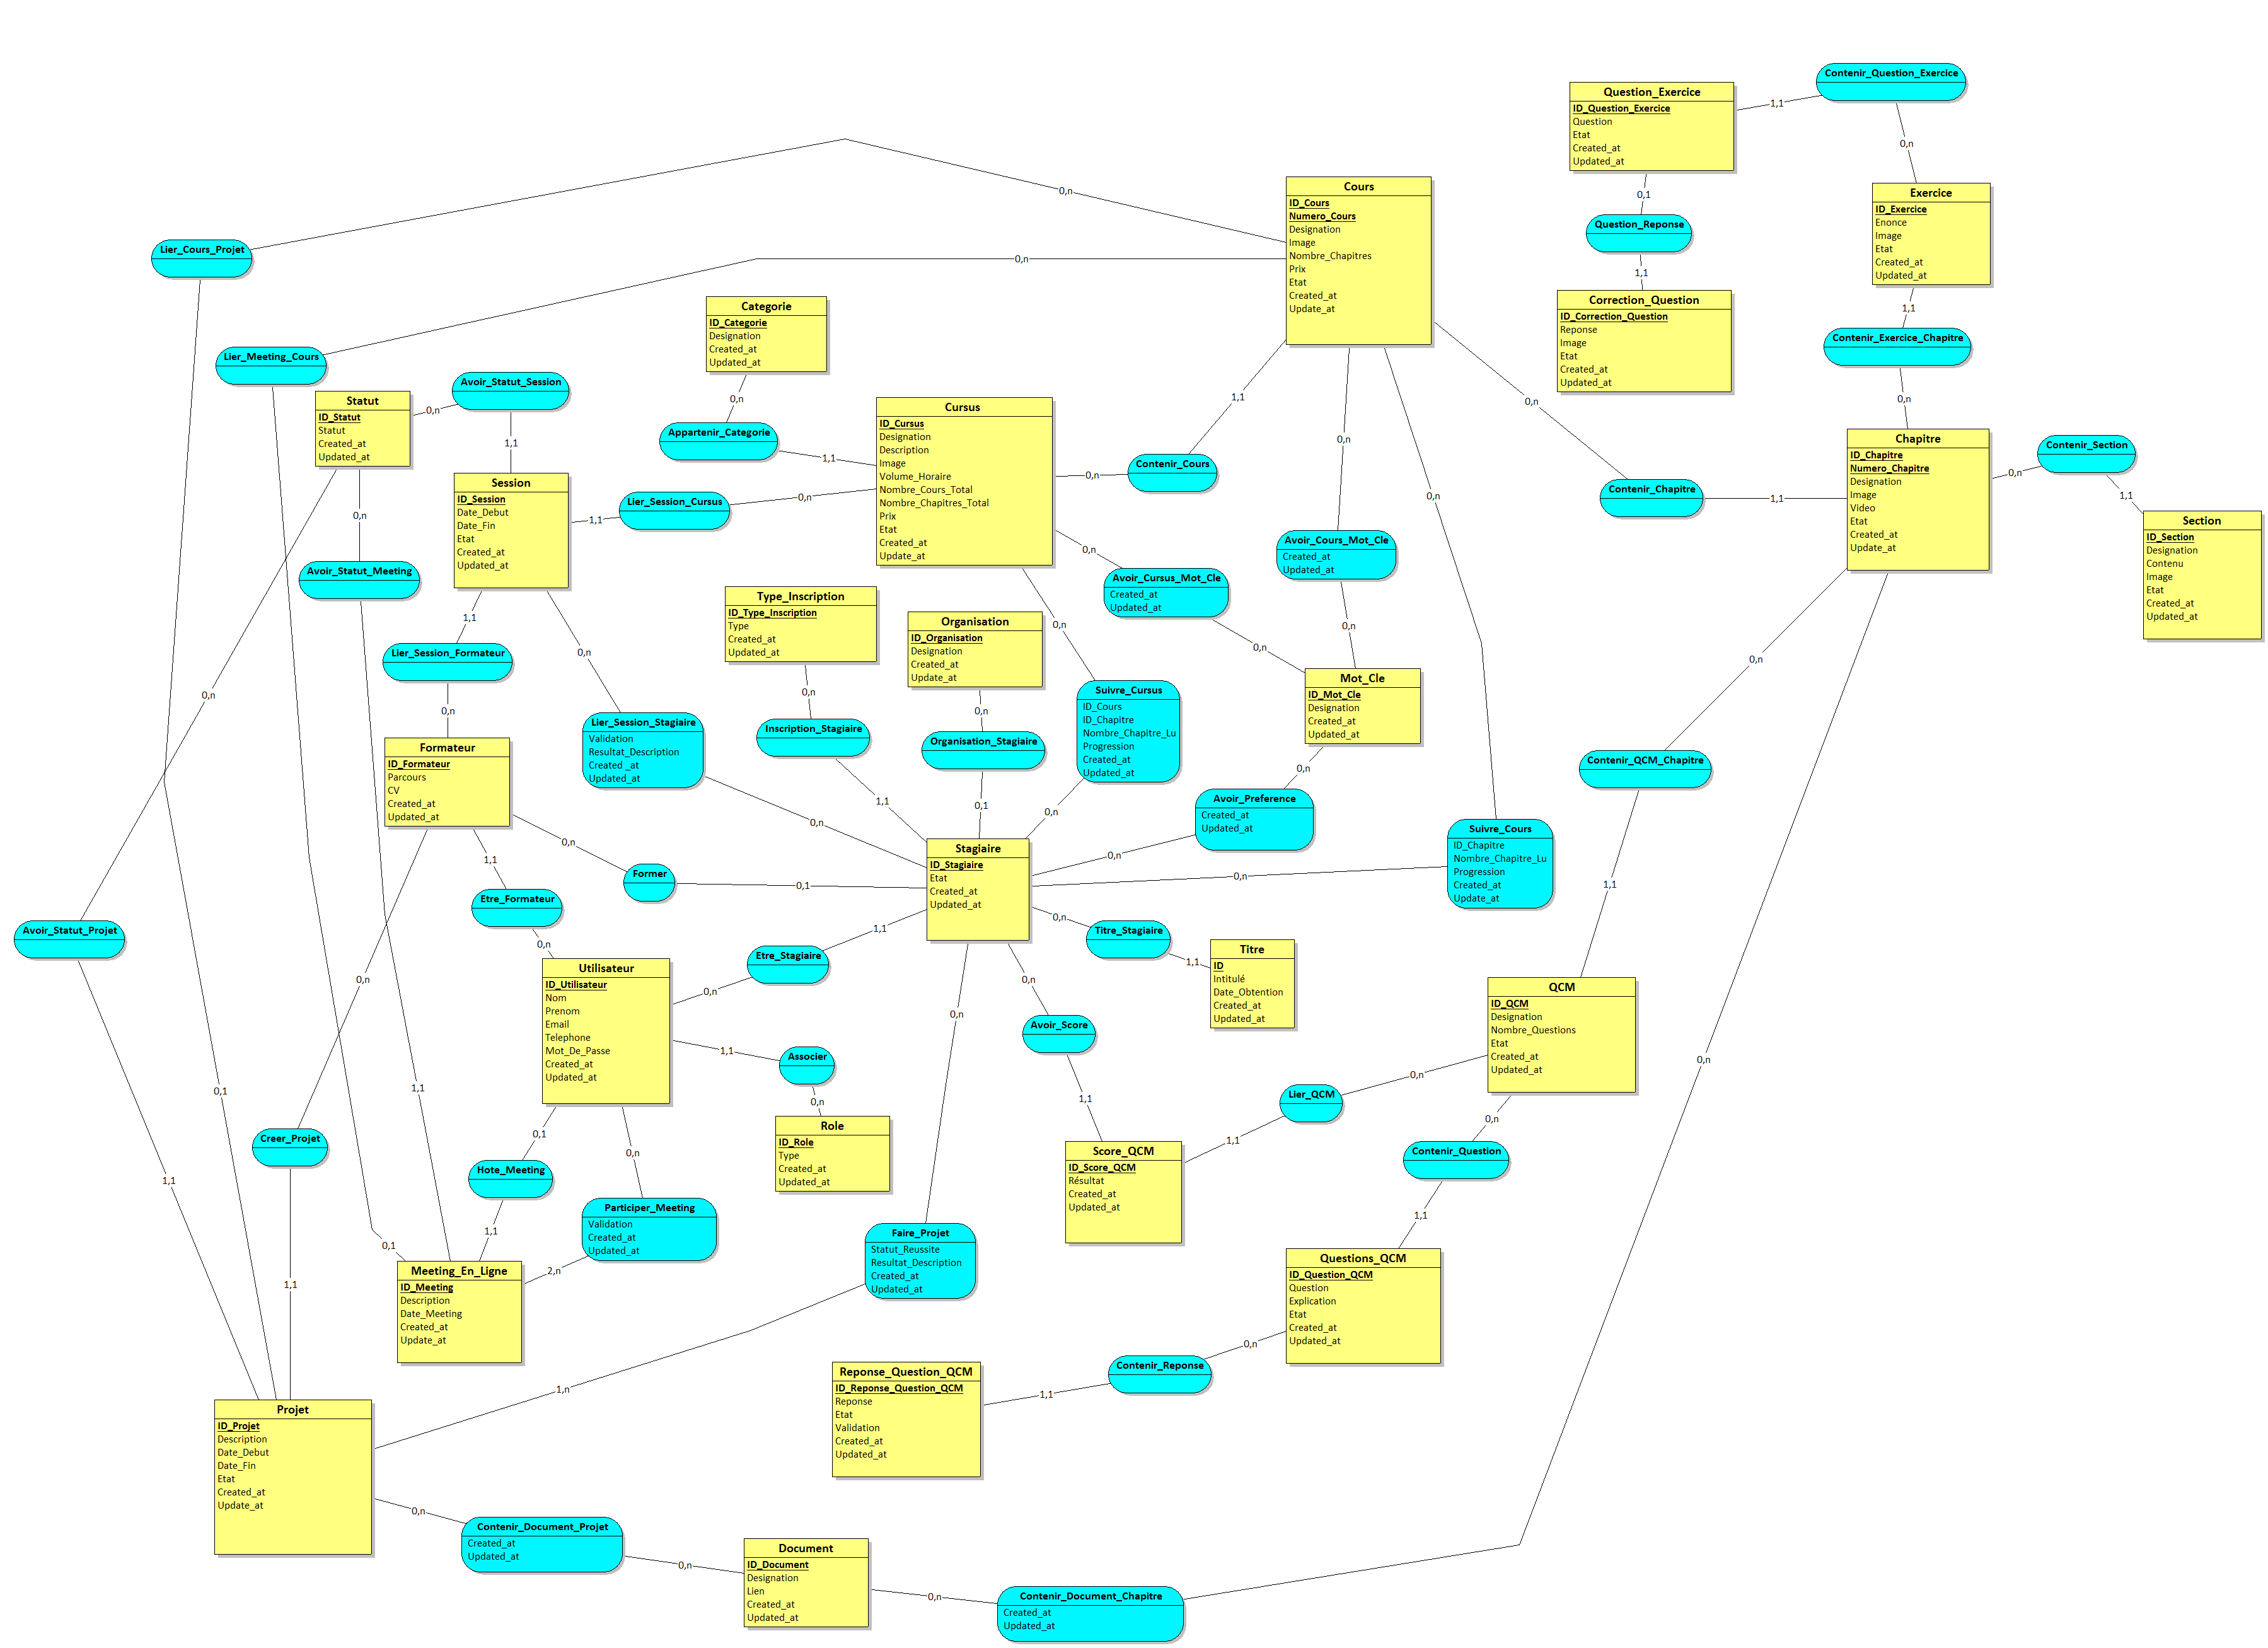 Contenir_Question_Exercice
Question_Exercice
ID_Question_Exercice
Question
Etat
Created_at
Updated_at
1,1
0,n
Cours
ID_Cours
Numero_Cours
Designation
Image
Nombre_Chapitres
Prix
Etat
Created_at
Update_at
0,n
0,1
Exercice
ID_Exercice
Enonce
Image
Etat
Created_at
Updated_at
Lier_Cours_Projet
Question_Reponse
0,n
1,1
Correction_Question
ID_Correction_Question
Reponse
Image
Etat
Created_at
Updated_at
Categorie
ID_Categorie
Designation
Created_at
Updated_at
1,1
Contenir_Exercice_Chapitre
Lier_Meeting_Cours
Avoir_Statut_Session
Statut
ID_Statut
Statut
Created_at
Updated_at
0,n
0,n
1,1
0,n
0,n
Cursus
ID_Cursus
Designation
Description
Image
Volume_Horaire
Nombre_Cours_Total
Nombre_Chapitres_Total
Prix
Etat
Created_at
Update_at
Appartenir_Categorie
1,1
1,1
0,n
Chapitre
ID_Chapitre
Numero_Chapitre
Designation
Image
Video
Etat
Created_at
Update_at
Contenir_Section
0,n
1,1
Contenir_Cours
0,n
Session
ID_Session
Date_Debut
Date_Fin
Etat
Created_at
Updated_at
Lier_Session_Cursus
1,1
0,n
0,n
Contenir_Chapitre
1,1
Section
ID_Section
Designation
Contenu
Image
Etat
Created_at
Updated_at
0,n
Avoir_Statut_Meeting
Avoir_Cours_Mot_Cle
Created_at
Updated_at
0,n
Avoir_Cursus_Mot_Cle
Created_at
Updated_at
Type_Inscription
ID_Type_Inscription
Type
Created_at
Updated_at
Organisation
ID_Organisation
Designation
Created_at
Update_at
1,1
0,n
0,n
0,n
0,n
Lier_Session_Formateur
0,n
0,n
0,n
0,n
Mot_Cle
ID_Mot_Cle
Designation
Created_at
Updated_at
Suivre_Cursus
ID_Cours
ID_Chapitre
Nombre_Chapitre_Lu
Progression
Created_at
Updated_at
0,n
0,n
Lier_Session_Stagiaire
Validation
Resultat_Description
Created _at
Updated_at
Inscription_Stagiaire
Organisation_Stagiaire
Formateur
ID_Formateur
Parcours
CV
Created_at
Updated_at
Contenir_QCM_Chapitre
0,n
Avoir_Preference
Created_at
Updated_at
1,1
0,1
0,n
0,n
Suivre_Cours
ID_Chapitre
Nombre_Chapitre_Lu
Progression
Created_at
Update_at
0,n
1,1
Stagiaire
ID_Stagiaire
Etat
Created_at
Updated_at
0,n
0,n
1,1
Former
0,1
Etre_Formateur
0,n
Titre_Stagiaire
1,1
Avoir_Statut_Projet
0,n
Etre_Stagiaire
1,1
0,n
Titre
ID
Intitulé
Date_Obtention
Created_at
Updated_at
Utilisateur
ID_Utilisateur
Nom
Prenom
Email
Telephone
Mot_De_Passe
Created_at
Updated_at
0,n
0,n
0,n
QCM
ID_QCM
Designation
Nombre_Questions
Etat
Created_at
Updated_at
Avoir_Score
1,1
Associer
0,n
0,n
0,n
Lier_QCM
0,1
1,1
1,1
Role
ID_Role
Type
Created_at
Updated_at
0,n
Creer_Projet
0,1
0,n
1,1
Contenir_Question
Score_QCM
ID_Score_QCM
Résultat
Created_at
Updated_at
Hote_Meeting
1,1
Participer_Meeting
Validation
Created_at
Updated_at
1,1
1,1
0,1
2,n
Faire_Projet
Statut_Reussite
Resultat_Description
Created_at
Updated_at
Questions_QCM
ID_Question_QCM
Question
Explication
Etat
Created_at
Updated_at
Meeting_En_Ligne
ID_Meeting
Description
Date_Meeting
Created_at
Update_at
1,1
0,n
Contenir_Reponse
Reponse_Question_QCM
ID_Reponse_Question_QCM
Reponse
Etat
Validation
Created_at
Updated_at
1,1
1,n
Projet
ID_Projet
Description
Date_Debut
Date_Fin
Etat
Created_at
Update_at
0,n
Contenir_Document_Projet
Created_at
Updated_at
0,n
Document
ID_Document
Designation
Lien
Created_at
Updated_at
0,n
Contenir_Document_Chapitre
Created_at
Updated_at